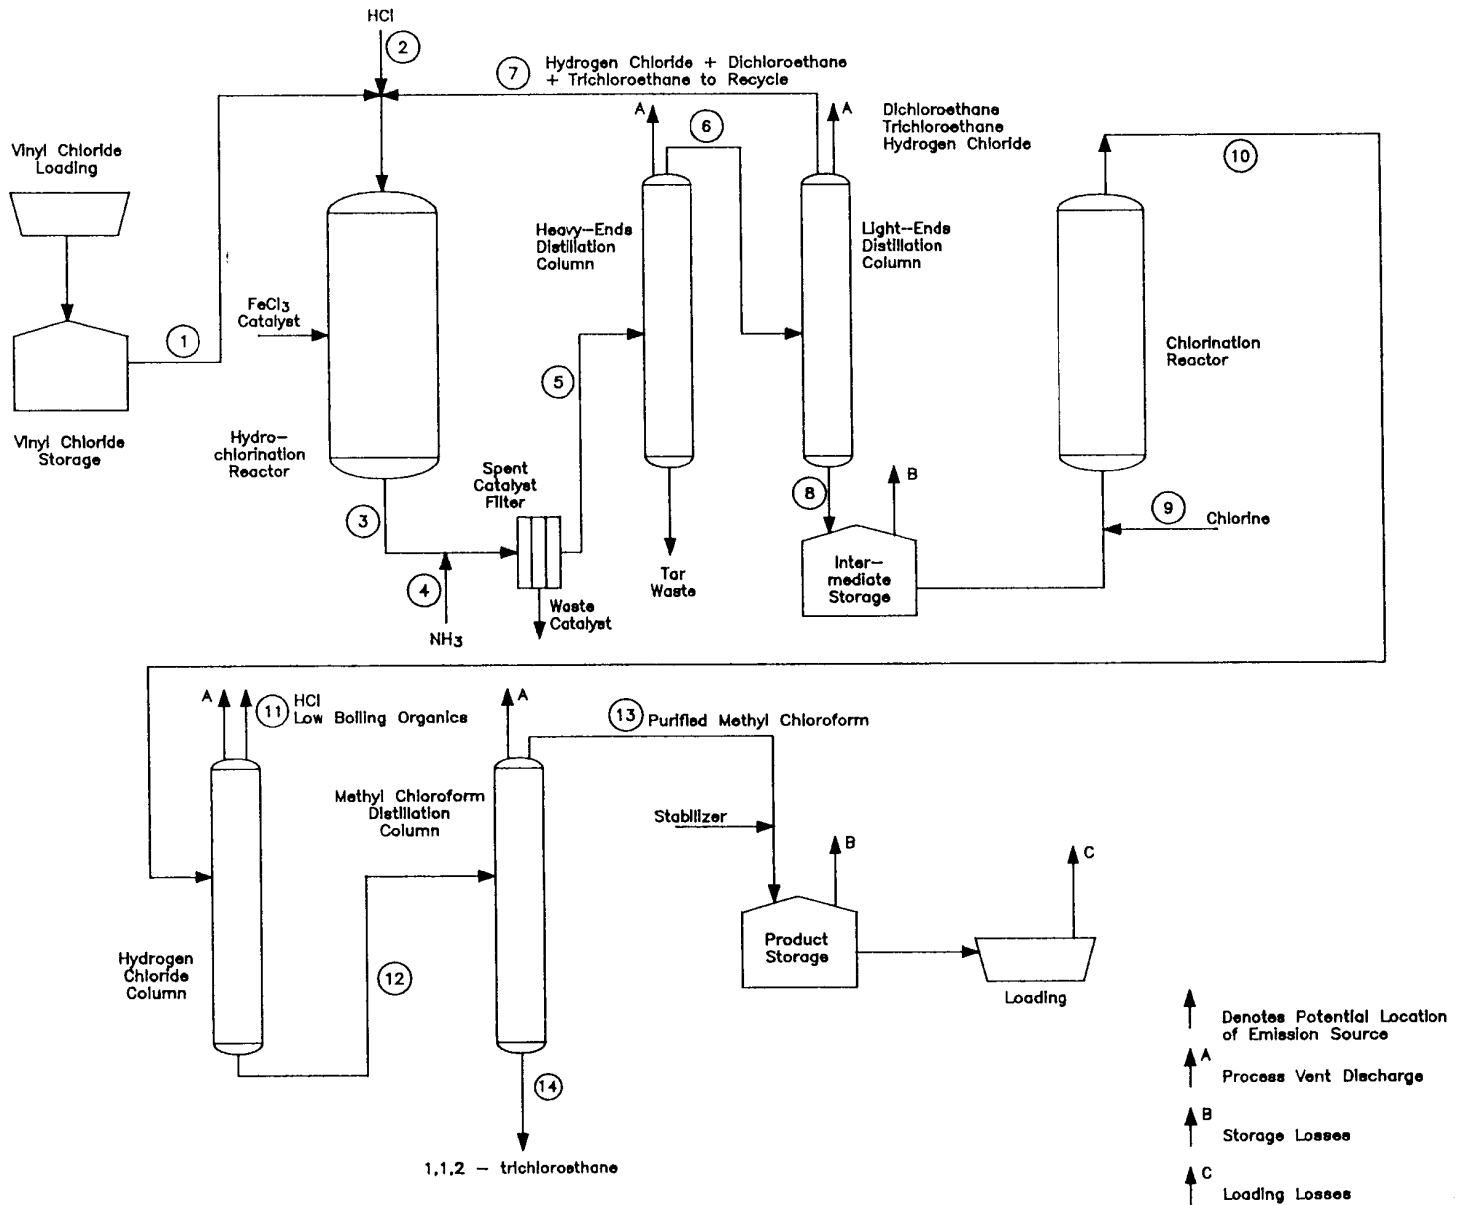 HCl
2
7
Hydrogen Chloride + Dichloroethane
+ Trichloroethane to Recycle
A
6
A
Dichloroethane
Trichloroethane
Hydrogen Chloride
10
Vinyl Chloride
Loading
Heavy-Ends
Distillation
Column
Light-Ends
Distillation
Column
FeCl3
Catalyst
1
5
Chlorination
Reactor
Vinyl Chloride
Storage
Hydro-
chlorination
Reactor
Spent
Catalyst
Filter
3
8
B
9
Chlorine
4
NH3
Waste
Catalyst
Tar
Waste
Inter-
mediate
Storage
A
11
HCl
Low Boiling Organics
A
13
Purified Methyl Chloroform
Methyl Chloroform
Distillation
Column
Stabilizer
B
C
Hydrogen
Chloride
Column
12
Product
Storage
Loading
14
1,1,2 - trichloroethane
Denotes Potential Location
of Emission Source
A
Process Vent Discharge
B
Storage Losses
C
Loading Losses